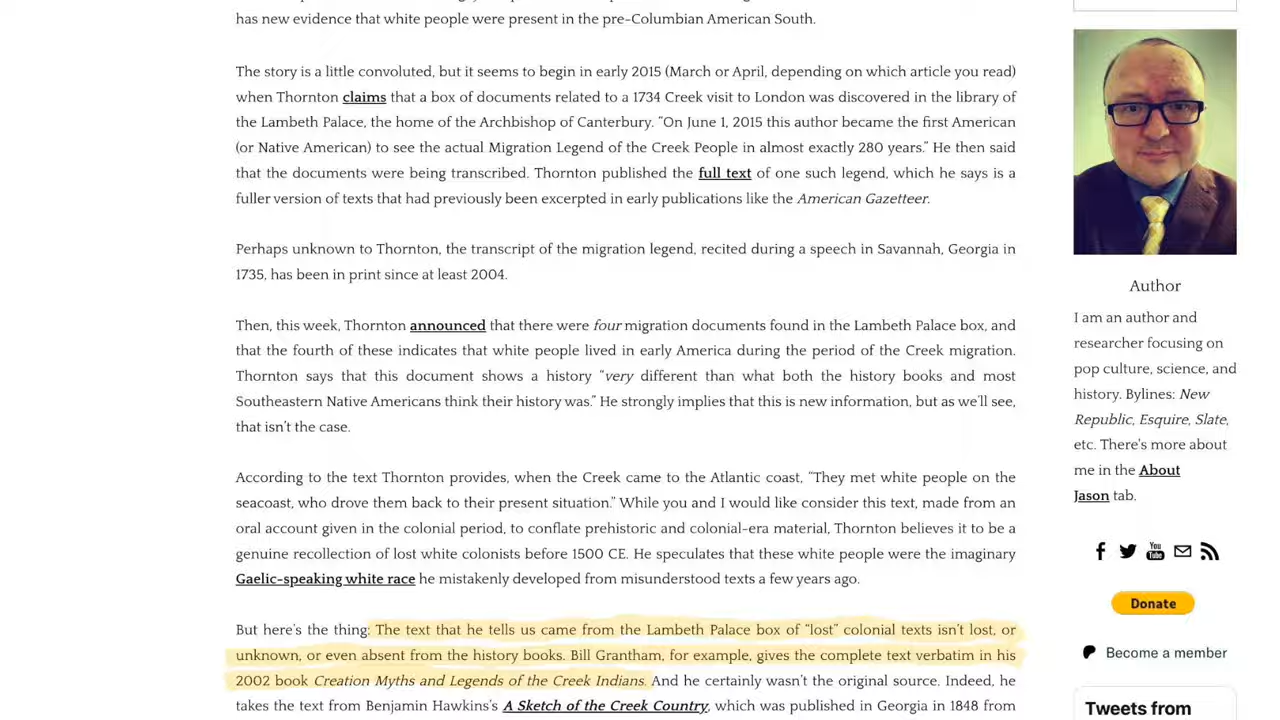 has new evidence that white people were present in the pre-Columbian American South.
The story is a little convoluted, but it seems to begin in early 2015 (March or April, depending on which article you read)
when Thornton claims that a box of documents related to a 1734 Creek visit to London was discovered in the library of
the Lambeth Palace, the home of the Archbishop of Canterbury. “On June 1, 2015 this author became the first American
(or Native American) to see the actual Migration Legend of the Creek People in almost exactly 280 years.” He then said
that the documents were being transcribed. Thornton published the full text of one such legend, which he says is a
fuller version of texts that had previously been excerpted in early publications like the American Gazetteer.
Perhaps unknown to Thornton, the transcript of the migration legend, recited during a speech in Savannah, Georgia in
1735, has been in print since at least 2004.
Then, this week, Thornton announced that there were four migration documents found in the Lambeth Palace box, and
that the fourth of these indicates that white people lived in early America during the period of the Creek migration.
Thornton says that this document shows a history “very different than what both the history books and most
Southeastern Native Americans think their history was.” He strongly implies that this is new information, but as we’ll see,
that isn’t the case.
According to the text Thornton provides, when the Creek came to the Atlantic coast, “They met white people on the
seacoast, who drove them back to their present situation.” While you and I would like consider this text, made from an
oral account given in the colonial period, to conflate prehistoric and colonial-era material, Thornton believes it to be a
genuine recollection of lost white colonists before 1500 CE. He speculates that these white people were the imaginary
Gaelic-speaking white race he mistakenly developed from misunderstood texts a few years ago.
But here’s the thing: The text that he tells us came from the Lambeth Palace box of “lost” colonial texts isn’t lost, or
unknown, or even absent from the history books. Bill Grantham, for example, gives the complete text verbatim in his
2002 book Creation Myths and Legends of the Creek Indians. And he certainly wasn’t the original source. Indeed, he
takes the text from Benjamin Hawkins’s A Sketch of the Creek Country, which was published in Georgia in 1848 from
Author
I am an author and
researcher focusing on
pop culture, science, and
history. Bylines: New
Republic, Esquire, Slate,
etc. There's more about
me in the About
Jason tab.
You
Tube
Donate
Become a member
Tweets from